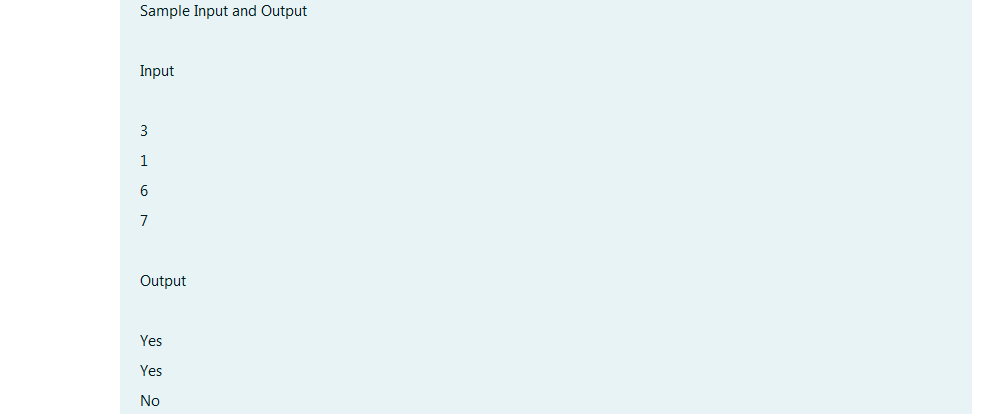 Sample Input and Output
Input
3
1
6
7
Output
Yes
Yes
No